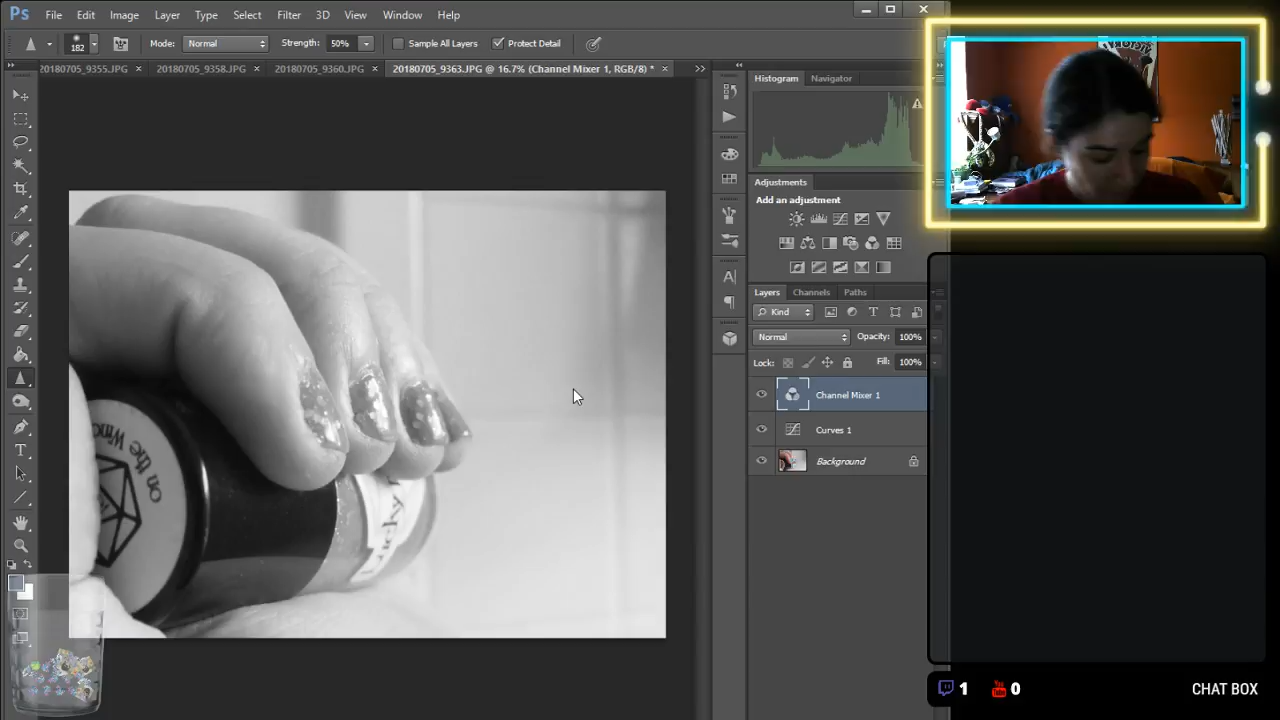 Ps File Edit Image Layer Type Select Filter 3D View Window Help
182 Mode: Normal Strength: 50% Sample All Layers Protect Detail
20180705_9355.JPG × 20180705_9358.JPG × 20180705_9360.JPG × 20180705_9363.JPG @ 16.7% (Channel Mixer 1, RGB/8) * ×
Histogram Navigator
Adjustments
Add an adjustment
Layers Channels Paths
Kind
Normal Opacity: 100%
Lock: Fill: 100%
Channel Mixer 1
Curves 1
Background
on the Wind
Lucky
1 0 CHAT BOX